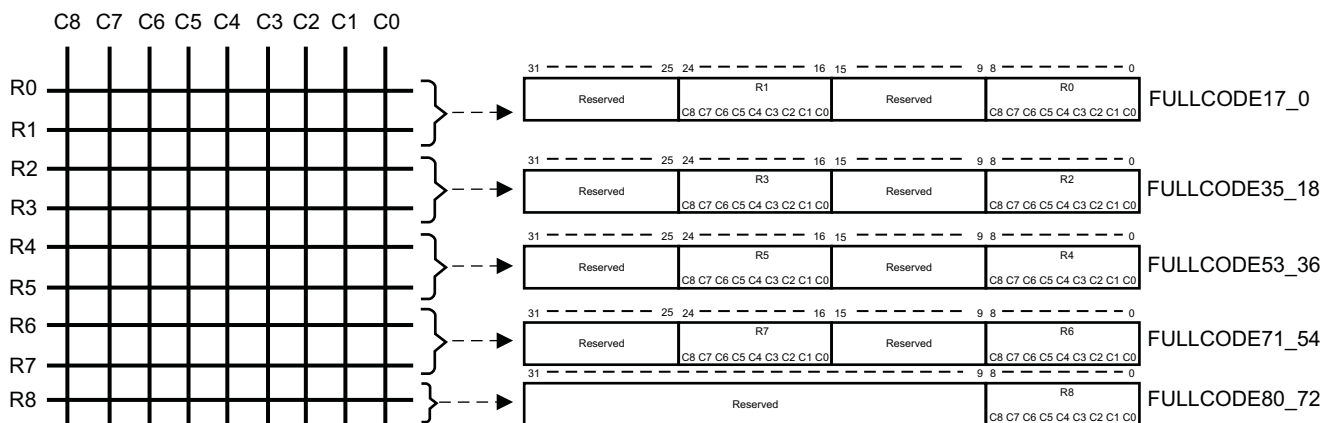 C8 C7 C6 C5 C4 C3 C2 C1 C0
R0
R1
R2
R3
R4
R5
R6
R7
R8
31 25 24 16 15 9 8 0
Reserved R1 Reserved R0
C8 C7 C6 C5 C4 C3 C2 C1 C0 C8 C7 C6 C5 C4 C3 C2 C1 C0
FULLCODE17_0
31 25 24 16 15 9 8 0
Reserved R3 Reserved R2
C8 C7 C6 C5 C4 C3 C2 C1 C0 C8 C7 C6 C5 C4 C3 C2 C1 C0
FULLCODE35_18
31 25 24 16 15 9 8 0
Reserved R5 Reserved R4
C8 C7 C6 C5 C4 C3 C2 C1 C0 C8 C7 C6 C5 C4 C3 C2 C1 C0
FULLCODE53_36
31 25 24 16 15 9 8 0
Reserved R7 Reserved R6
C8 C7 C6 C5 C4 C3 C2 C1 C0 C8 C7 C6 C5 C4 C3 C2 C1 C0
FULLCODE71_54
31 9 8 0
Reserved R8
C8 C7 C6 C5 C4 C3 C2 C1 C0
FULLCODE80_72